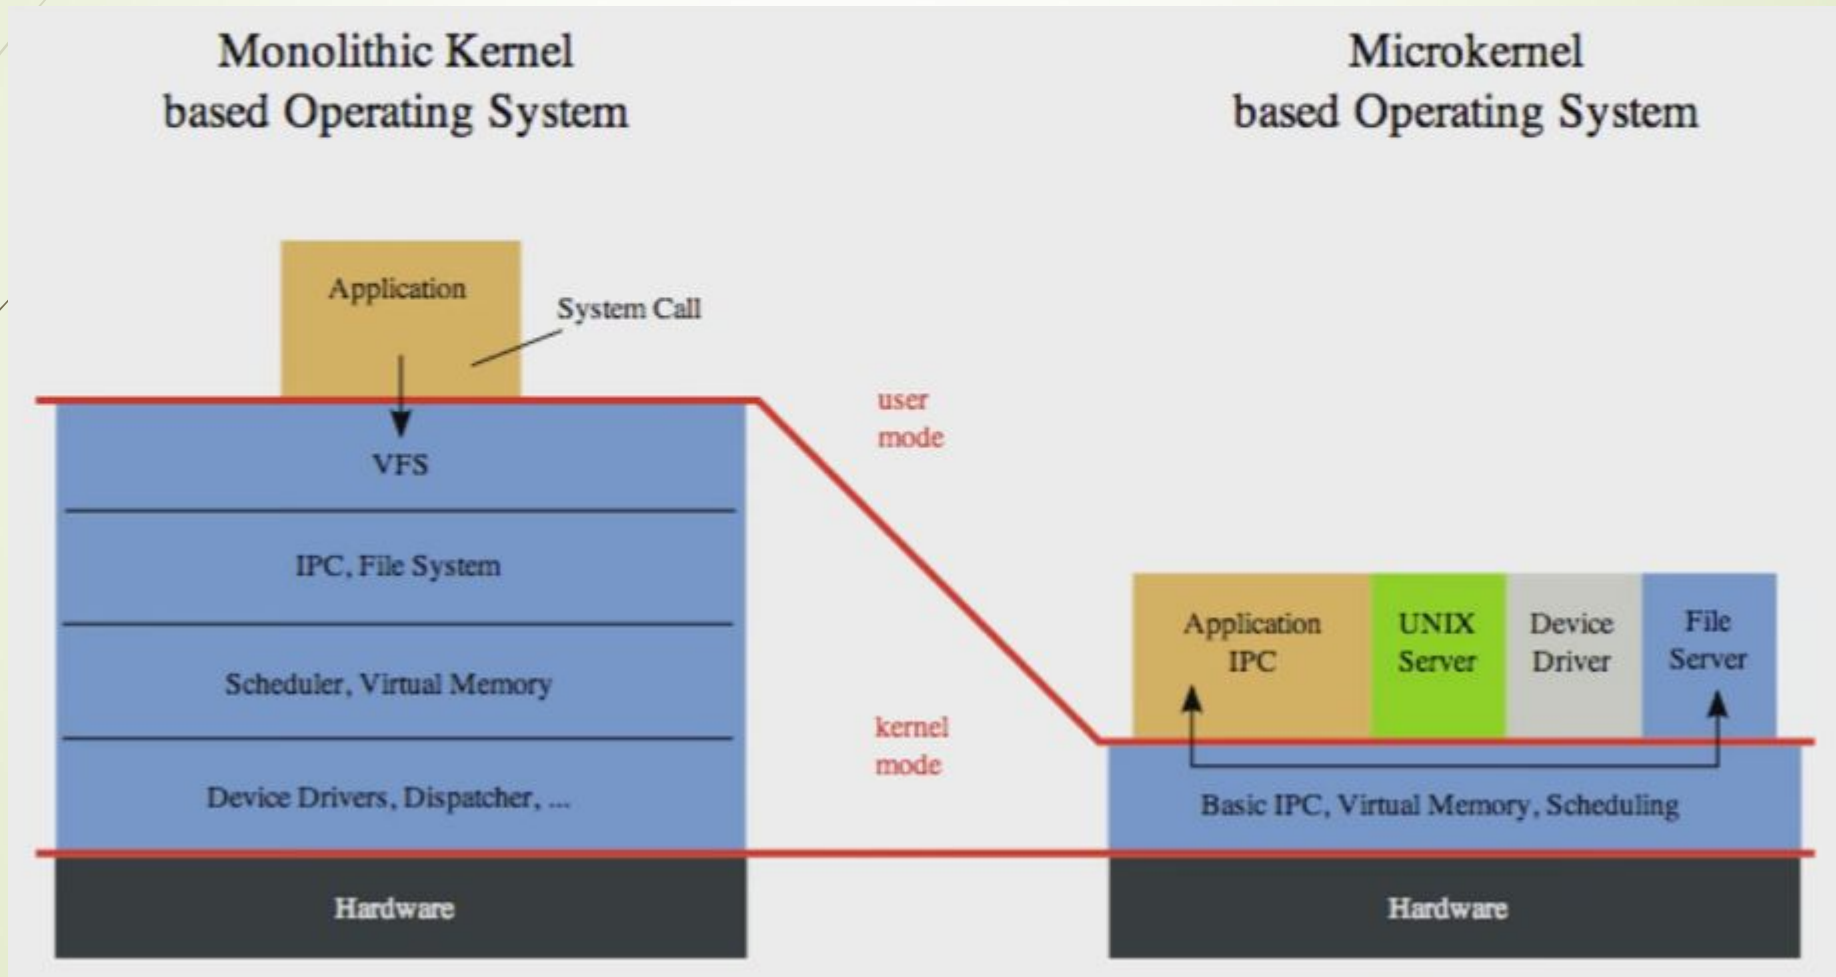 Monolithic Kernel
based Operating System
Microkernel
based Operating System
Application
System Call
VFS
IPC, File System
Scheduler, Virtual Memory
Device Drivers, Dispatcher, ...
Hardware
user
mode
kernel
mode
Application
IPC
UNIX
Server
Device
Driver
File
Server
Basic IPC, Virtual Memory, Scheduling
Hardware